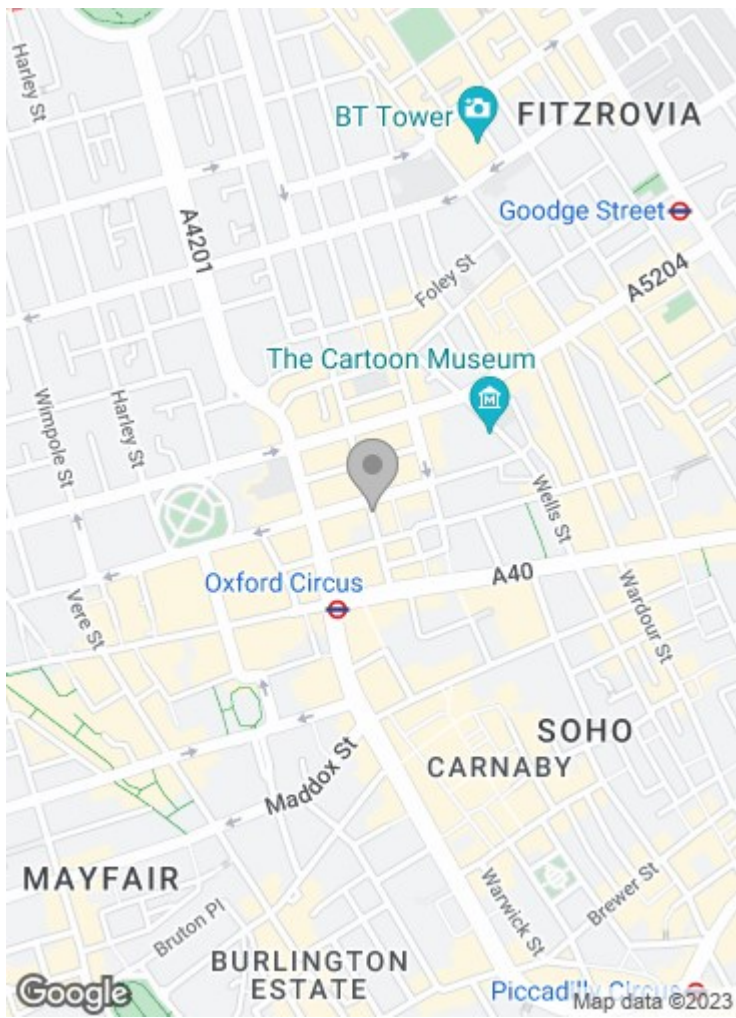 Harley St
BT Tower
FITZROVIA
Goodge Street
A4201
Foley St
A5204
The Cartoon Museum
Wimpole St
Harley St
Wells St
Oxford Circus
A40
Vere St
Wardour St
SOHO
CARNABY
Maddox St
MAYFAIR
Bruton Pl
Warwick St
Brewer St
BURLINGTON
ESTATE
Piccadilly Circus
Google
Map data ©2023